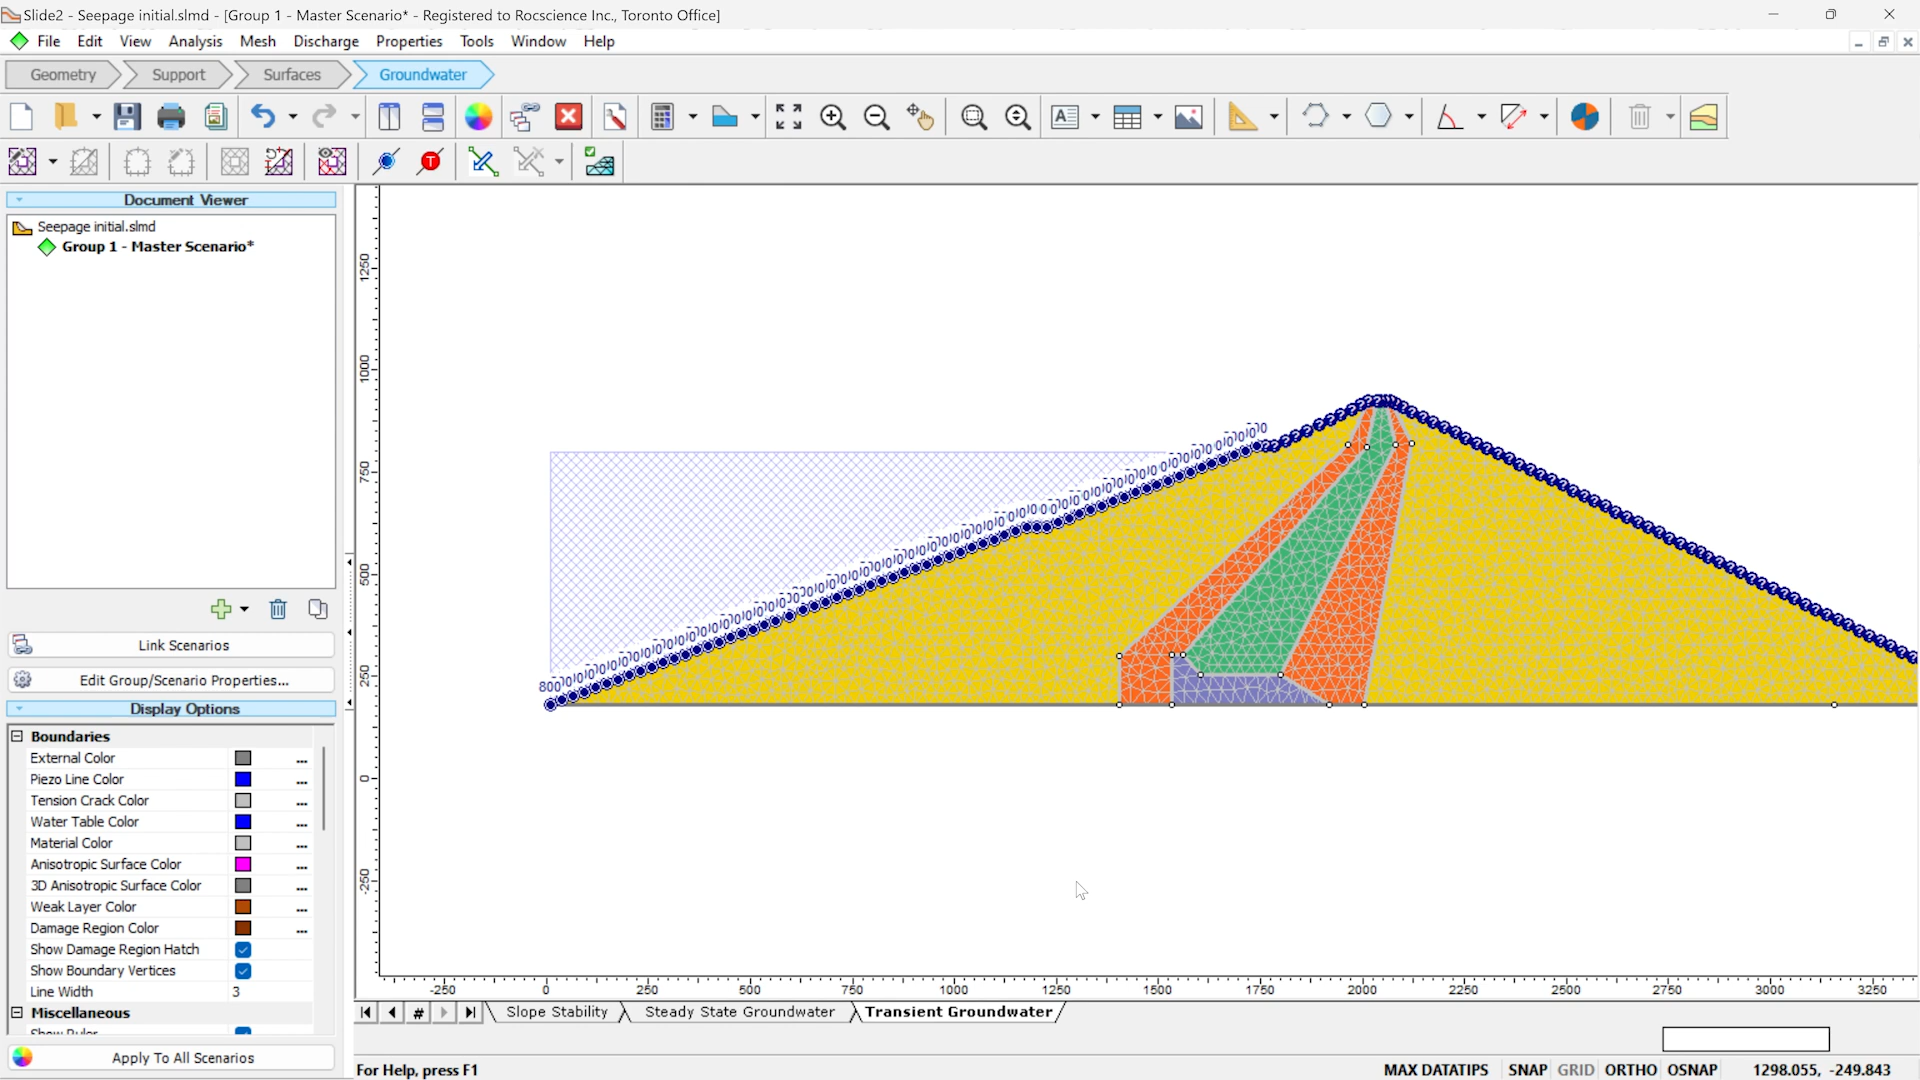 Slide2 - Seepage initial.slmd - [Group 1 - Master Scenario* - Registered to Rocscience Inc., Toronto Office]
File Edit View Analysis Mesh Discharge Properties Tools Window Help
Geometry Support Surfaces Groundwater
Document Viewer
Seepage initial.slmd
Group 1 - Master Scenario*
Link Scenarios
Edit Group/Scenario Properties...
Display Options
Boundaries
External Color ...
Piezo Line Color ...
Tension Crack Color ...
Water Table Color ...
Material Color ...
Anisotropic Surface Color ...
3D Anisotropic Surface Color ...
Weak Layer Color ...
Damage Region Color ...
Show Damage Region Hatch
Show Boundary Vertices
Line Width 3
Miscellaneous
Show Ruler
Apply To All Scenarios
1250
1000
750
500
250
0
-250
800
-250 0 250 500 750 1000 1250 1500 1750 2000 2250 2500 2750 3000 3250
# Slope Stability Steady State Groundwater Transient Groundwater
For Help, press F1 MAX DATATIPS SNAP GRID ORTHO OSNAP 1298.055, -249.843